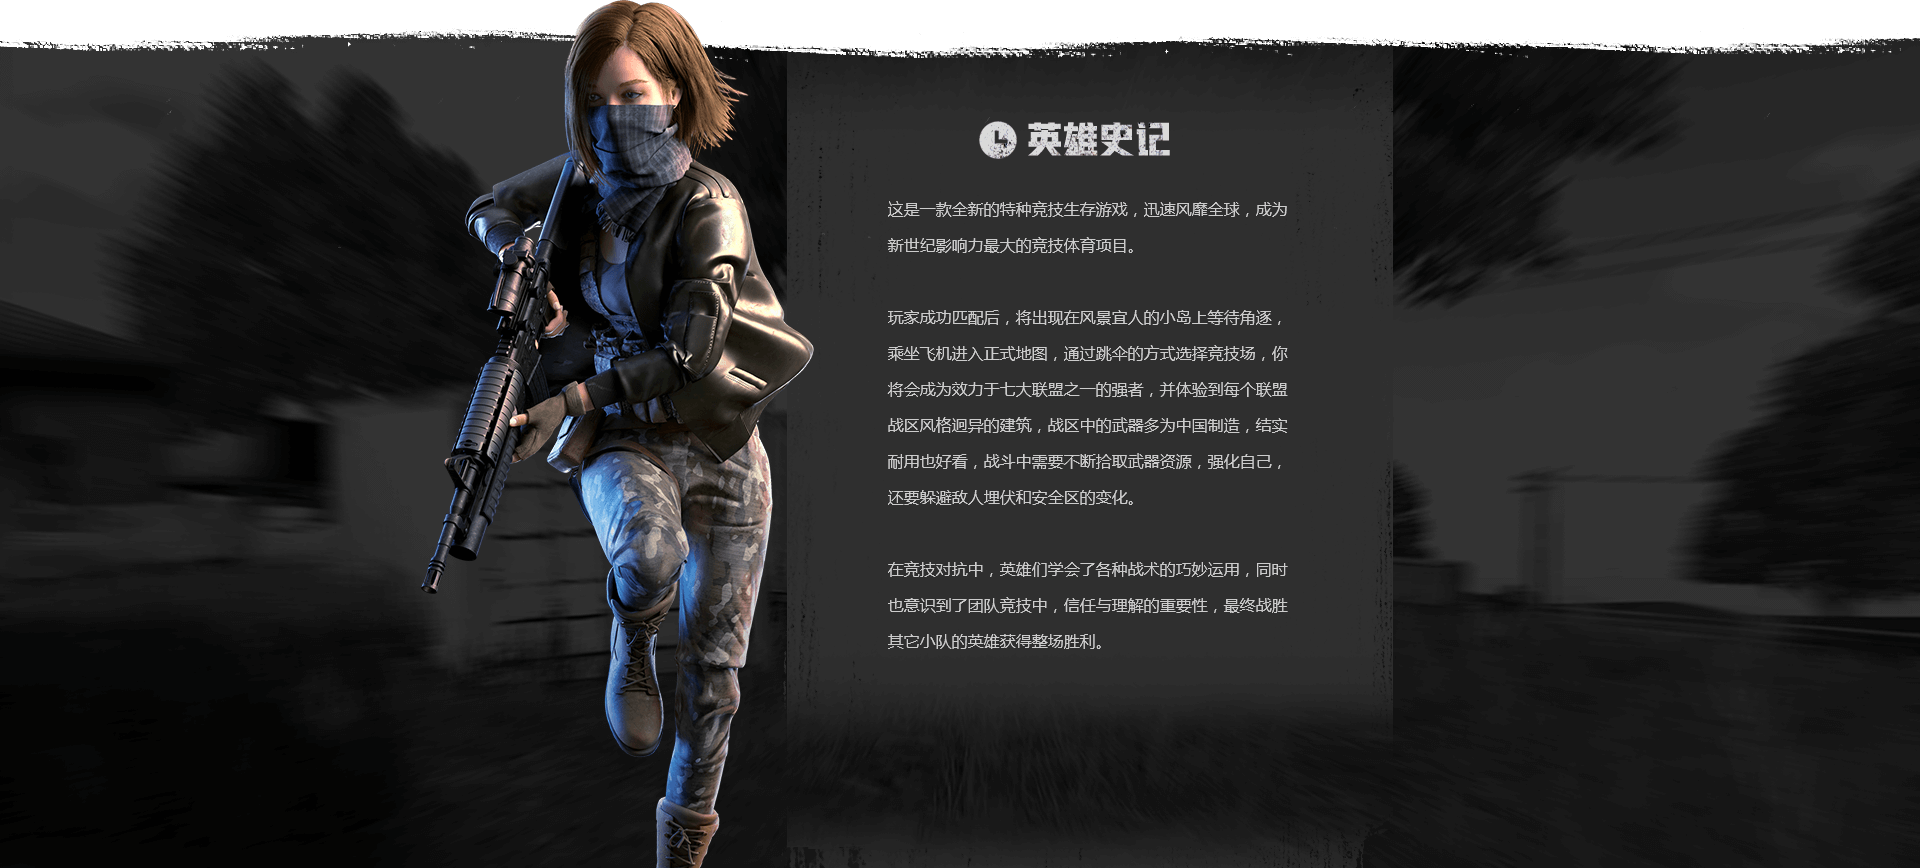 英雄史记
这是一款全新的特种竞技生存游戏，迅速风靡全球，成为
新世纪影响力最大的竞技体育项目。
玩家成功匹配后，将出现在风景宜人的小岛上等待角逐，
乘坐飞机进入正式地图，通过跳伞的方式选择竞技场，你
将会成为效力于七大联盟之一的强者，并体验到每个联盟
战区风格迥异的建筑，战区中的武器多为中国制造，结实
耐用也好看，战斗中需要不断拾取武器资源，强化自己，
还要躲避敌人埋伏和安全区的变化。
在竞技对抗中，英雄们学会了各种战术的巧妙运用，同时
也意识到了团队竞技中，信任与理解的重要性，最终战胜
其它小队的英雄获得整场胜利。